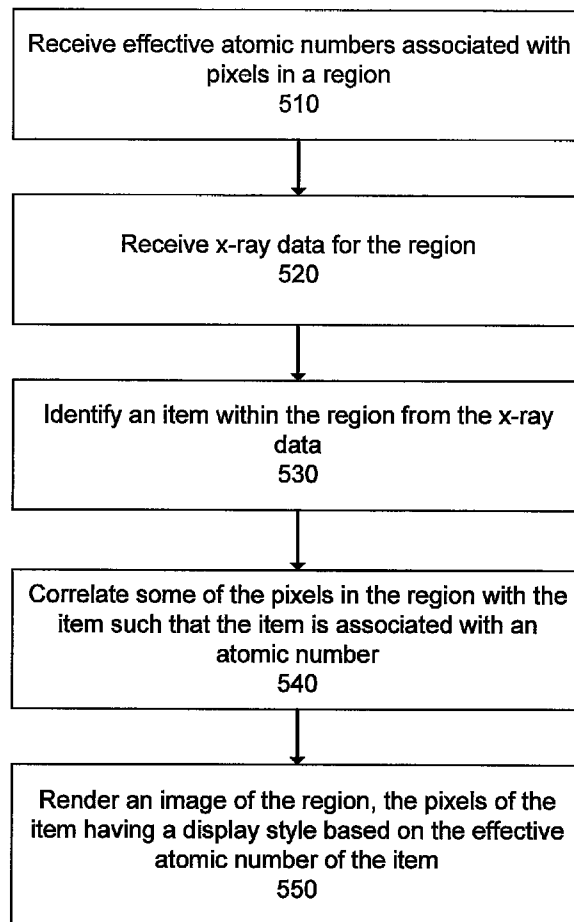 Receive effective atomic numbers associated with
pixels in a region
510
Receive x-ray data for the region
520
Identify an item within the region from the x-ray
data
530
Correlate some of the pixels in the region with the
item such that the item is associated with an
atomic number
540
Render an image of the region, the pixels of the
item having a display style based on the effective
atomic number of the item
550